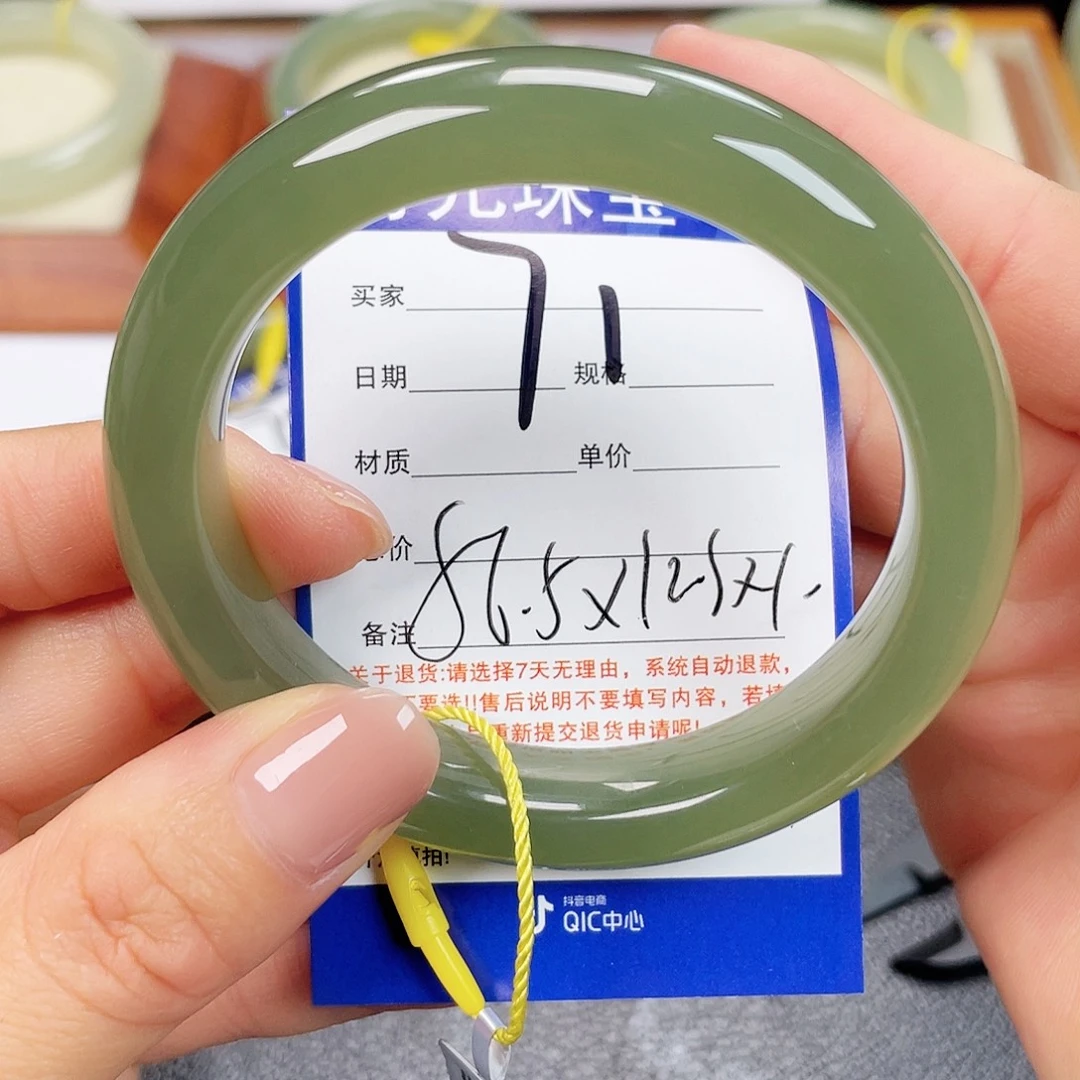 元珠宝
71
买家
日期 规格
材质 单价
价 56.5X12.5X
备注
关于退货:请选择7天无理由，系统自动退款，
要选!!售后说明不要填写内容，若填
重新提交退货申请呢!
拍!
抖音电商
QIC中心